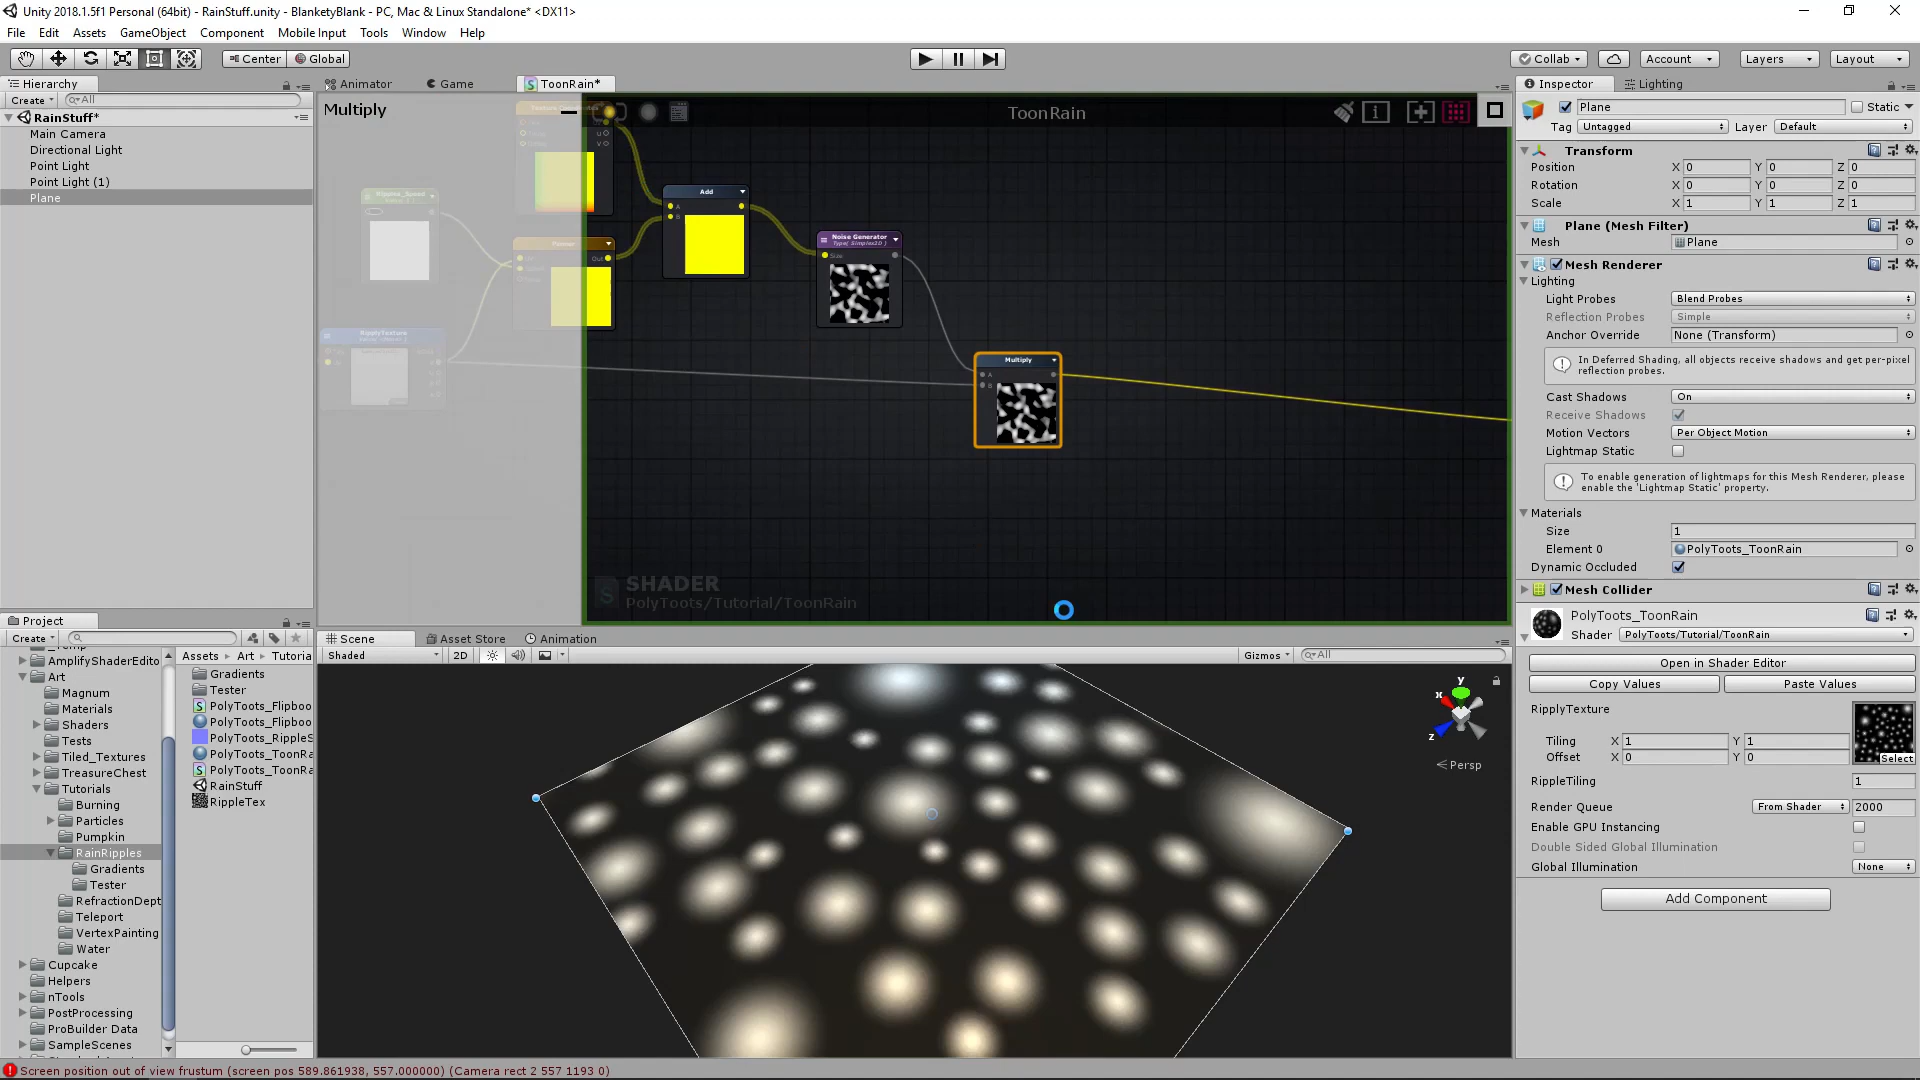 Unity 2018.1.5f1 Personal (64bit) - RainStuff.unity - BlanketyBlank - PC, Mac & Linux Standalone* <DX11>
File Edit Assets GameObject Component Mobile Input Tools Window Help
Center Global
Collab Account Layers Layout
Hierarchy
Create All
RainStuff*
Main Camera
Directional Light
Point Light
Point Light (1)
Plane
Animator Game ToonRain*
Multiply
ToonRain
Add
A
B
Noise Generator
Type( Simplex2D )
Size
Out
RipplyTexture
Multiply
A
B
SHADER
PolyToots/Tutorial/ToonRain
Project
Create
_Temp
AmplifyShaderEdito
Art
Magnum
Materials
Shaders
Tests
Tiled_Textures
TreasureChest
Tutorials
Burning
Particles
Pumpkin
RainRipples
Gradients
Tester
RefractionDept
Teleport
VertexPainting
Water
Cupcake
Helpers
nTools
PostProcessing
ProBuilder Data
SampleScenes
Assets Art Tutoria
Gradients
Tester
PolyToots_Flipboo
PolyToots_Flipboo
PolyToots_RippleS
PolyToots_ToonRa
PolyToots_ToonRa
RainStuff
RippleTex
Scene Asset Store Animation
Shaded 2D Gizmos All
y
x
z
Persp
Inspector Lighting
Plane Static
Tag Untagged Layer Default
Transform
Position X 0 Y 0 Z 0
Rotation X 0 Y 0 Z 0
Scale X 1 Y 1 Z 1
Plane (Mesh Filter)
Mesh Plane
Mesh Renderer
Lighting
Light Probes Blend Probes
Reflection Probes Simple
Anchor Override None (Transform)
In Deferred Shading, all objects receive shadows and get per-pixel
reflection probes.
Cast Shadows On
Receive Shadows
Motion Vectors Per Object Motion
Lightmap Static
To enable generation of lightmaps for this Mesh Renderer, please
enable the 'Lightmap Static' property.
Materials
Size 1
Element 0 PolyToots_ToonRain
Dynamic Occluded
Mesh Collider
PolyToots_ToonRain
Shader PolyToots/Tutorial/ToonRain
Open in Shader Editor
Copy Values Paste Values
RipplyTexture
Tiling X 1 Y 1
Offset X 0 Y 0
Select
RippleTiling 1
Render Queue From Shader 2000
Enable GPU Instancing
Double Sided Global Illumination
Global Illumination None
Add Component
Screen position out of view frustum (screen pos 589.861938, 557.000000) (Camera rect 2 557 1193 0)